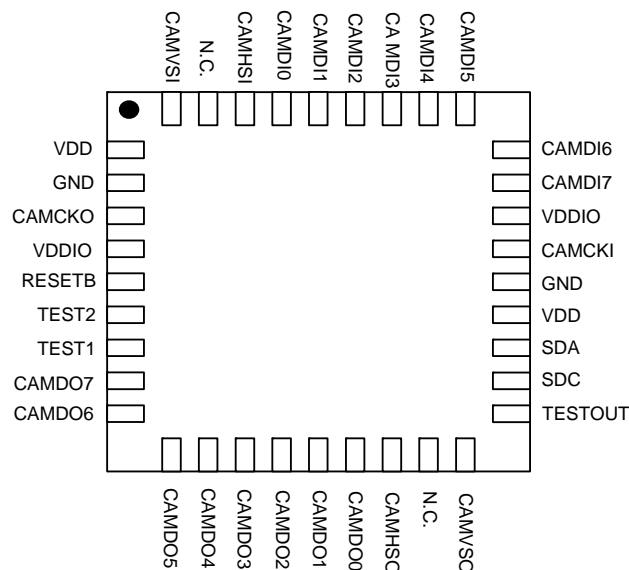 CAMVSI
N.C.
CAMHSI
CAMDI0
CAMDI1
CAMDI2
CA MDI3
CAMDI4
CAMDI5
VDD
GND
CAMCKO
VDDIO
RESETB
TEST2
TEST1
CAMDO7
CAMDO6
CAMDI6
CAMDI7
VDDIO
CAMCKI
GND
VDD
SDA
SDC
TESTOUT
CAMDO5
CAMDO4
CAMDO3
CAMDO2
CAMDO1
CAMDO0
CAMHSO
N.C.
CAMVSO